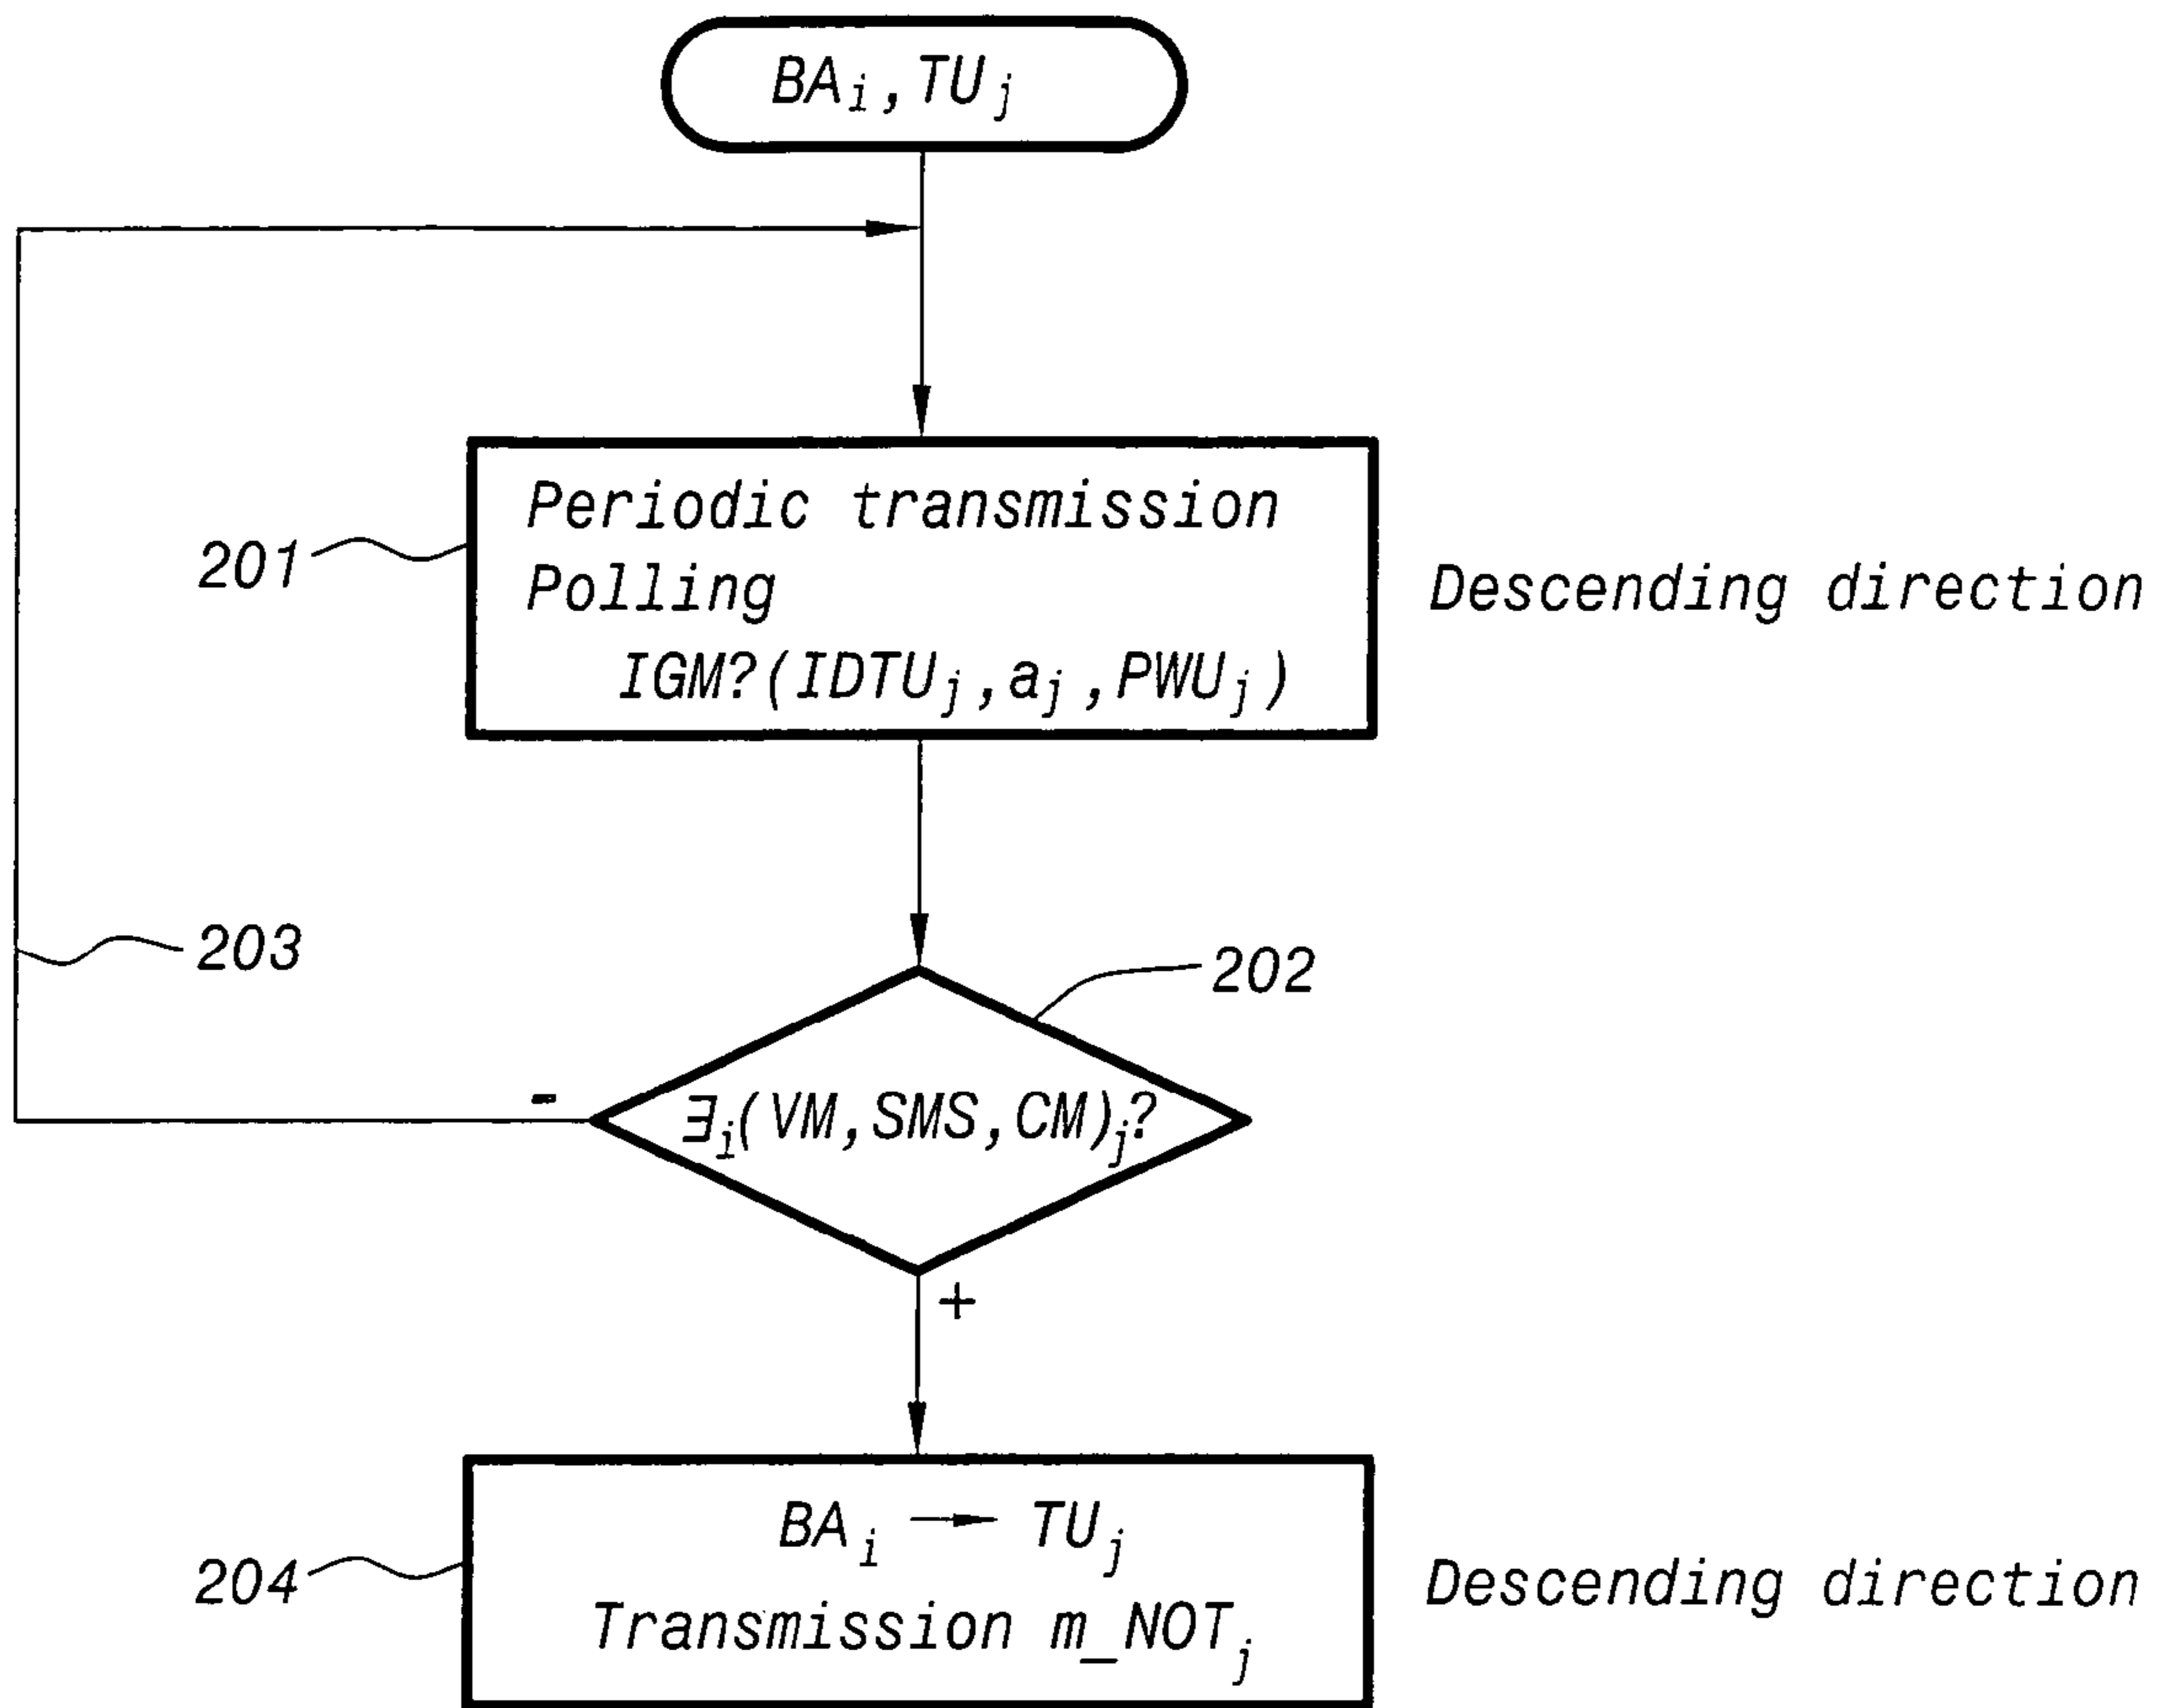 BAi,TUj
Periodic transmission
Polling
IGM?(IDTUj,aj,PWUj)
201
Descending direction
203
202
-
∃i(VM,SMS,CM)j?
+
BAi → TUj
Transmission m_NOTj
204
Descending direction